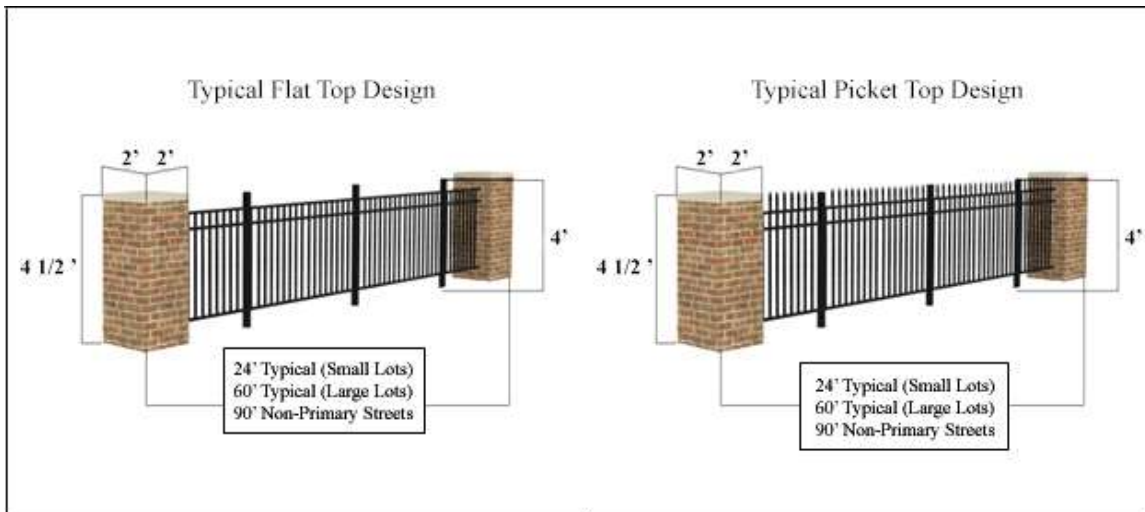 Typical Flat Top Design
2’ 2’
4 1/2 ’
4’
24’ Typical (Small Lots)
60’ Typical (Large Lots)
90’ Non-Primary Streets
Typical Picket Top Design
2’ 2’
4 1/2 ’
4’
24’ Typical (Small Lots)
60’ Typical (Large Lots)
90’ Non-Primary Streets